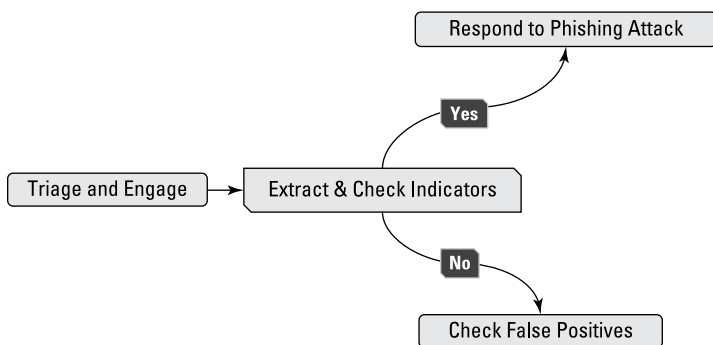 Respond to Phishing Attack
Yes
Triage and Engage
Extract & Check Indicators
No
Check False Positives